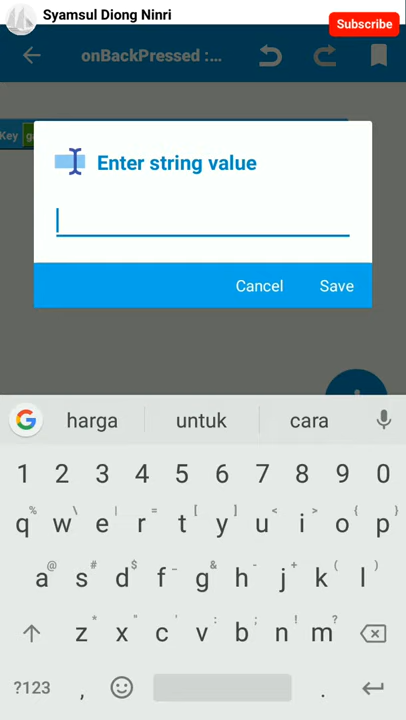 Syamsul Diong Ninri
Subscribe
onBackPressed :...
Key
Enter string value
Cancel Save
harga untuk cara
1 2 3 4 5 6 7 8 9 0
% \ | = [ ] < > { }
q w e r t y u i o p
@ # $ _ & - + ( )
a s d f g h j k l
* " ' : ; ! ?
z x c v b n m
?123 , .